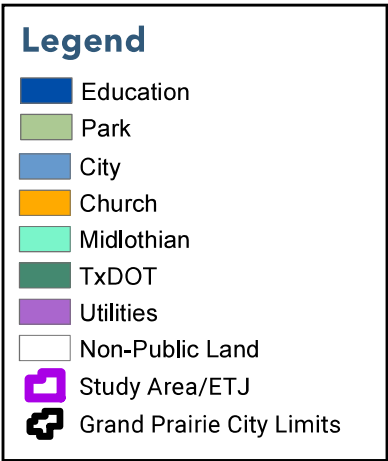 Legend
Education
Park
City
Church
Midlothian
TxDOT
Utilities
Non-Public Land
Study Area/ETJ
Grand Prairie City Limits